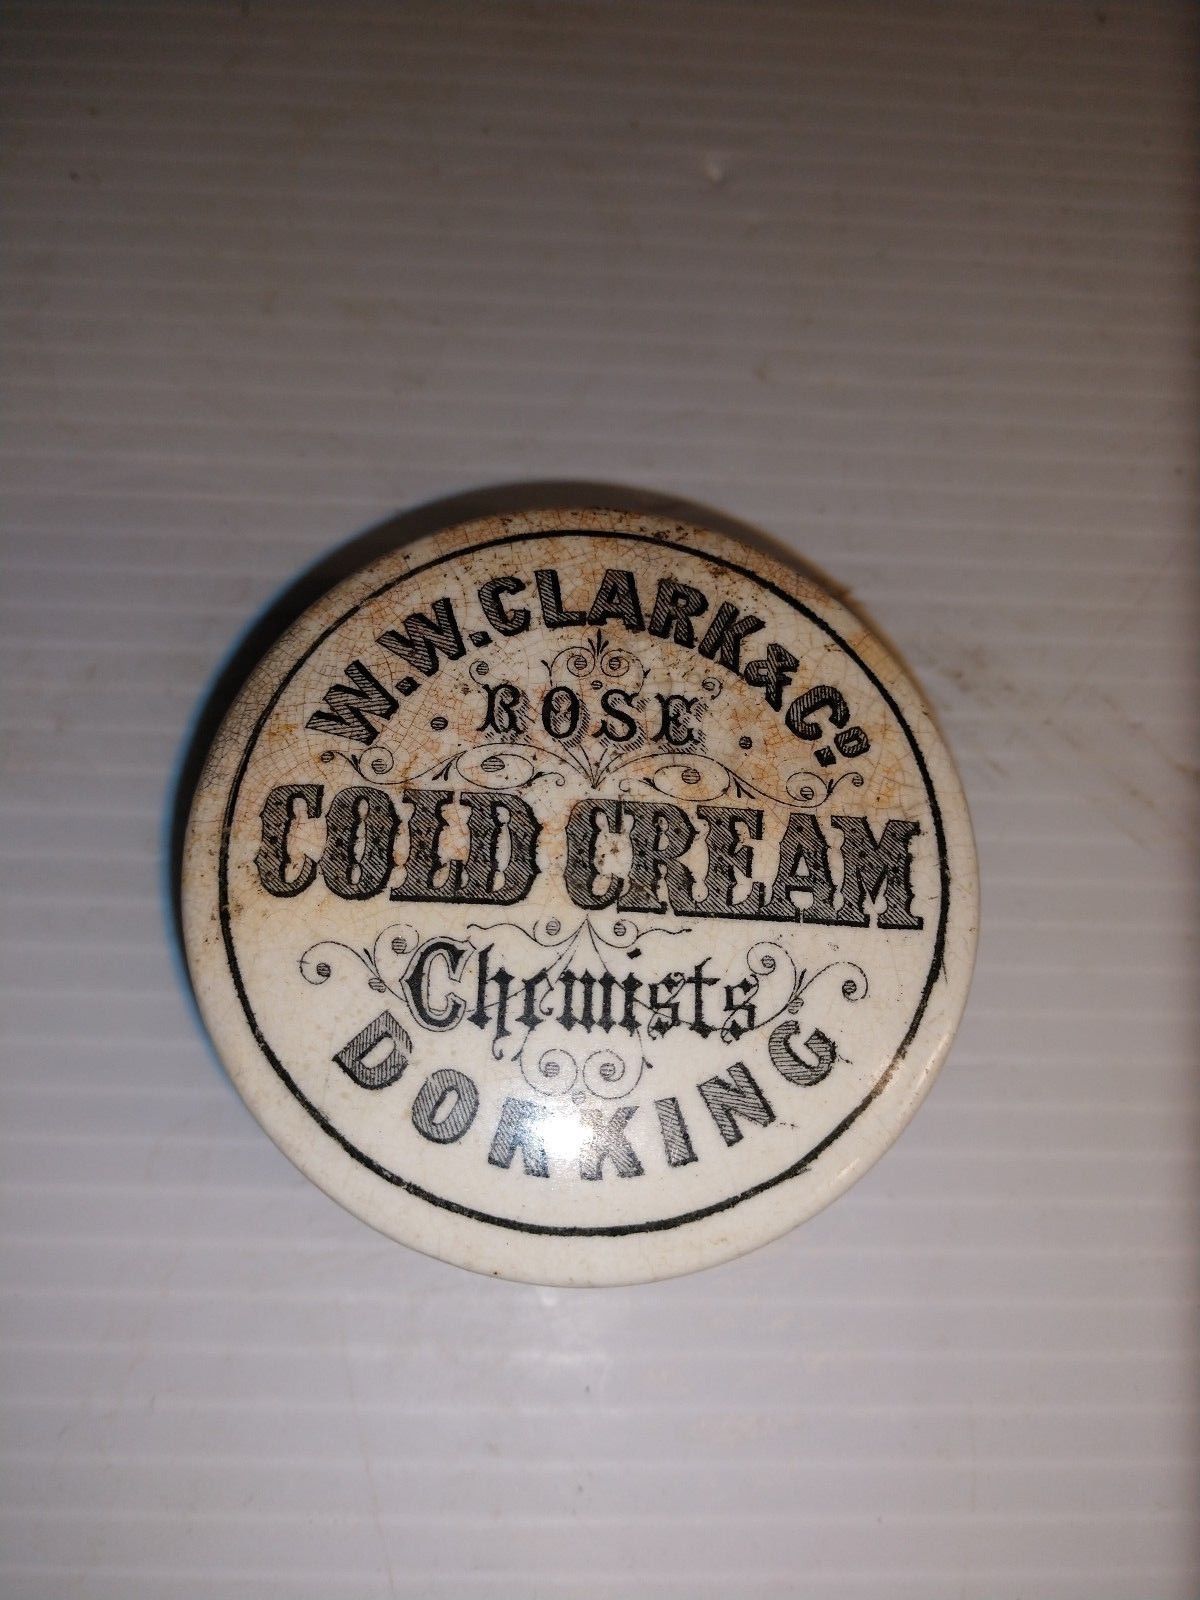 W.W.CLARK & Co.
ROSE
COLD CREAM
Chemists
DORKING